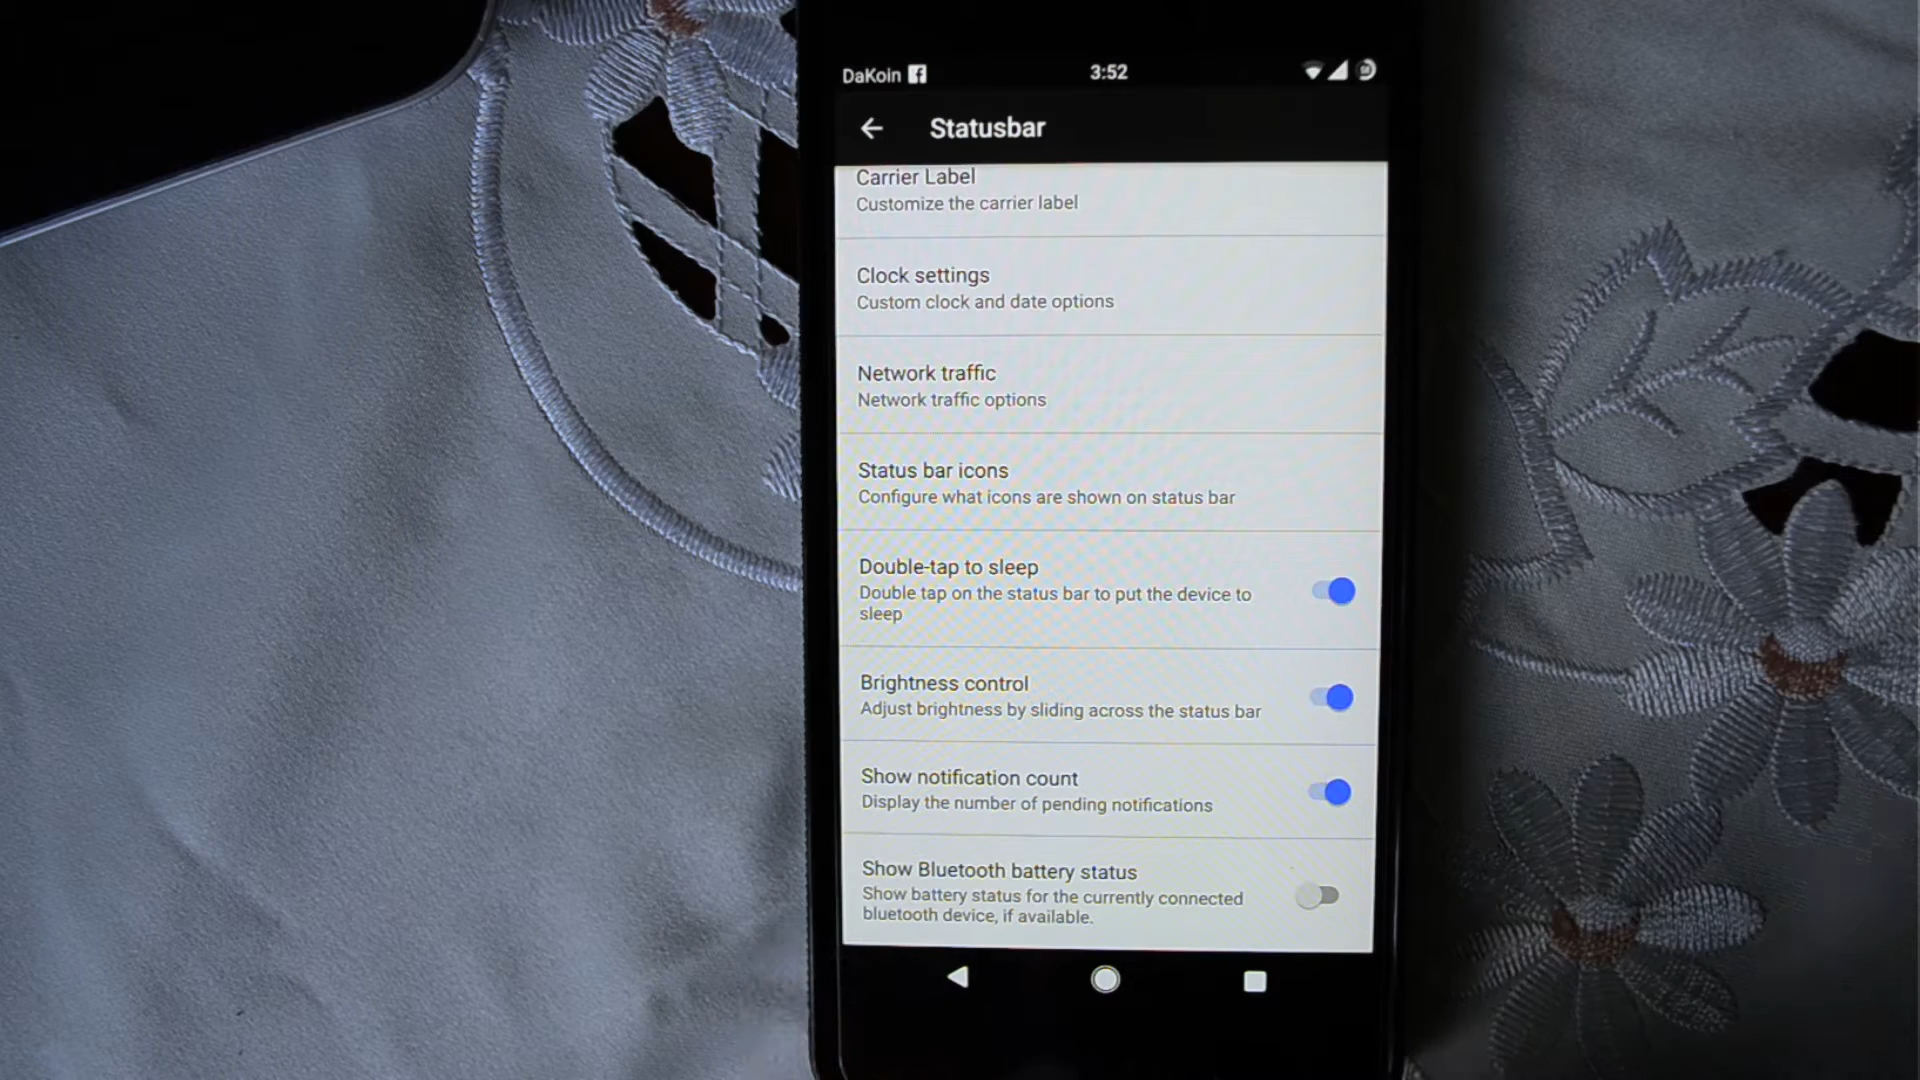 DaKoin
3:52
Statusbar
Carrier Label
Customize the carrier label
Clock settings
Custom clock and date options
Network traffic
Network traffic options
Status bar icons
Configure what icons are shown on status bar
Double-tap to sleep
Double tap on the status bar to put the device to
sleep
Brightness control
Adjust brightness by sliding across the status bar
Show notification count
Display the number of pending notifications
Show Bluetooth battery status
Show battery status for the currently connected
bluetooth device, if available.